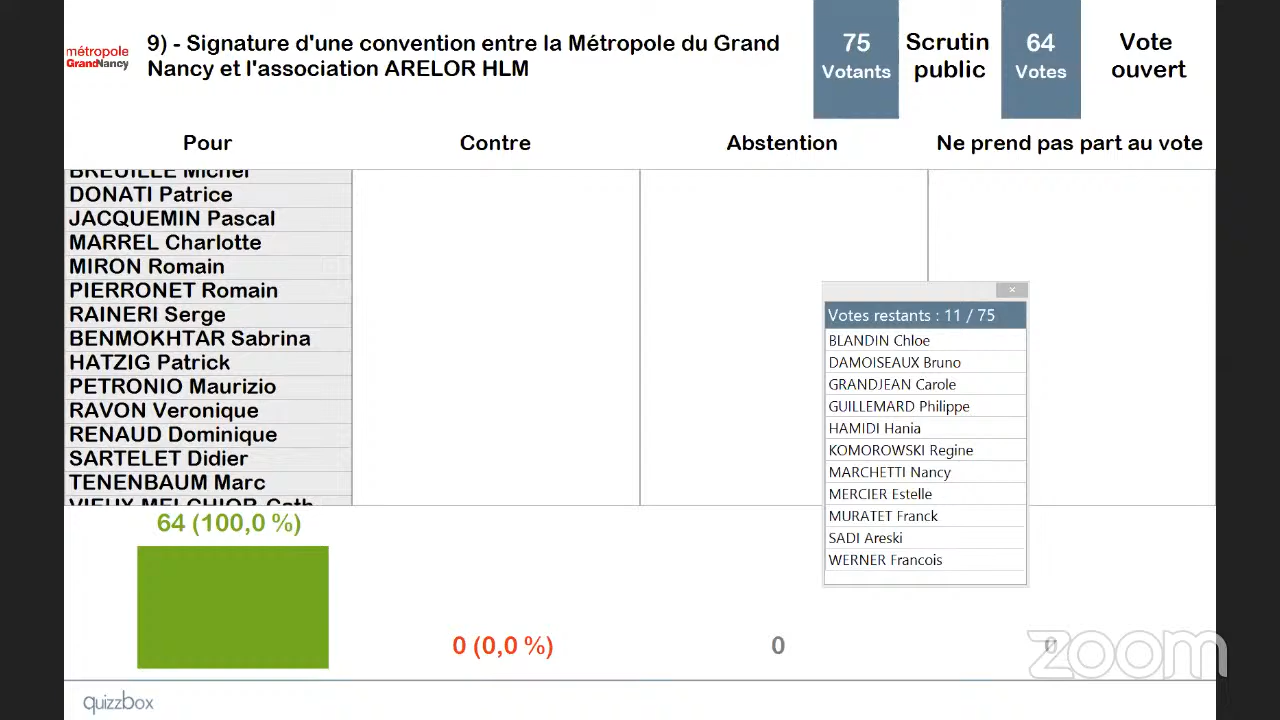 métropole
GrandNancy
9) - Signature d'une convention entre la Métropole du Grand
Nancy et l'association ARELOR HLM
75
Votants
Scrutin
public
64
Votes
Vote
ouvert
Pour
Contre
Abstention
Ne prend pas part au vote
BREUILLE Michel
DONATI Patrice
JACQUEMIN Pascal
MARREL Charlotte
MIRON Romain
PIERRONET Romain
RAINERI Serge
BENMOKHTAR Sabrina
HATZIG Patrick
PETRONIO Maurizio
RAVON Veronique
RENAUD Dominique
SARTELET Didier
TENENBAUM Marc
VIEUX MELCHIOR Cath
Votes restants : 11 / 75
BLANDIN Chloe
DAMOISEAUX Bruno
GRANDJEAN Carole
GUILLEMARD Philippe
HAMIDI Hania
KOMOROWSKI Regine
MARCHETTI Nancy
MERCIER Estelle
MURATET Franck
SADI Areski
WERNER Francois
64 (100,0 %)
0 (0,0 %)
0
0
zoom
quizzbox